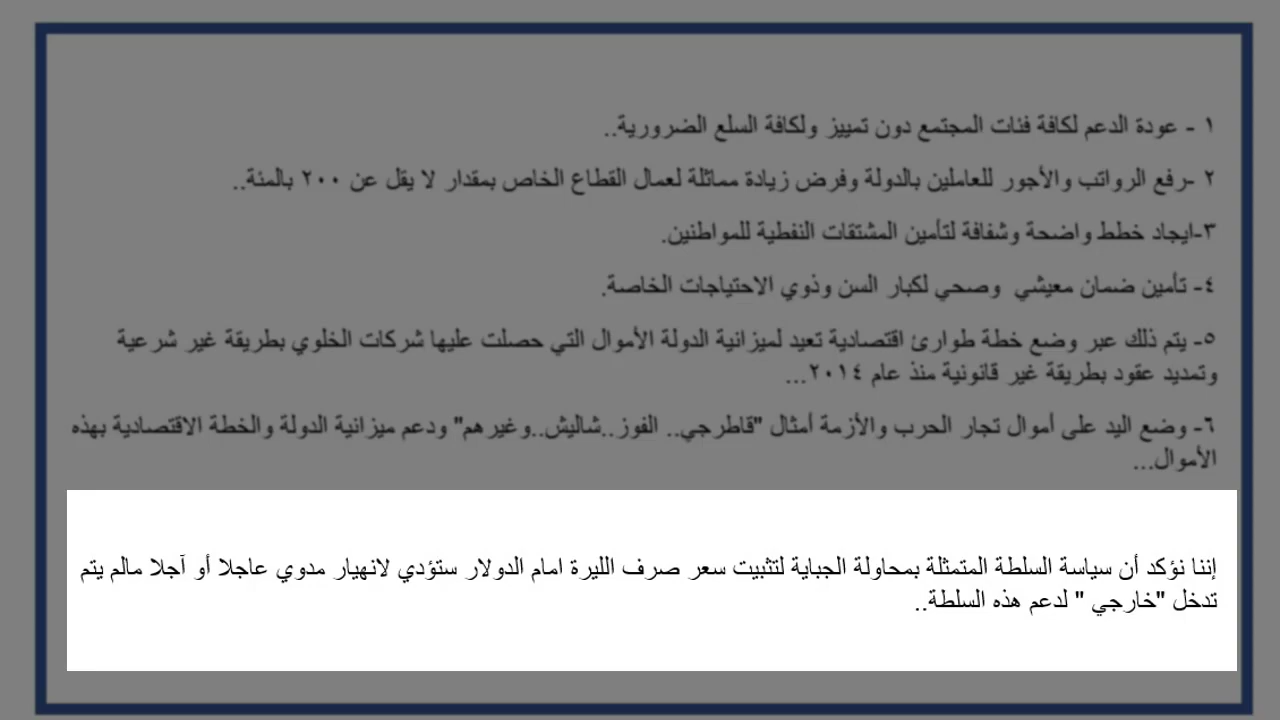 ١ - عودة الدعم لكافة فئات المجتمع دون تمييز ولكافة السلع الضرورية..
٢ -رفع الرواتب والأجور للعاملين بالدولة وفرض زيادة مماثلة لعمال القطاع الخاص بمقدار لا يقل عن ٢٠٠ بالمئة..
٣-ايجاد خطط واضحة وشفافة لتأمين المشتقات النفطية للمواطنين.
٤- تأمين ضمان معيشي وصحي لكبار السن وذوي الاحتياجات الخاصة.
٥- يتم ذلك عبر وضع خطة طوارئ اقتصادية تعيد لميزانية الدولة الأموال التي حصلت عليها شركات الخلوي بطريقة غير شرعية
وتمديد عقود بطريقة غير قانونية منذ عام ٢٠١٤...
٦- وضع اليد على أموال تجار الحرب والأزمة أمثال "قاطرجي.. الفوز..شاليش..وغيرهم" ودعم ميزانية الدولة والخطة الاقتصادية بهذه
الأموال...
إننا نؤكد أن سياسة السلطة المتمثلة بمحاولة الجباية لتثبيت سعر صرف الليرة امام الدولار ستؤدي لانهيار مدوي عاجلا أو آجلا مالم يتم
تدخل "خارجي " لدعم هذه السلطة..